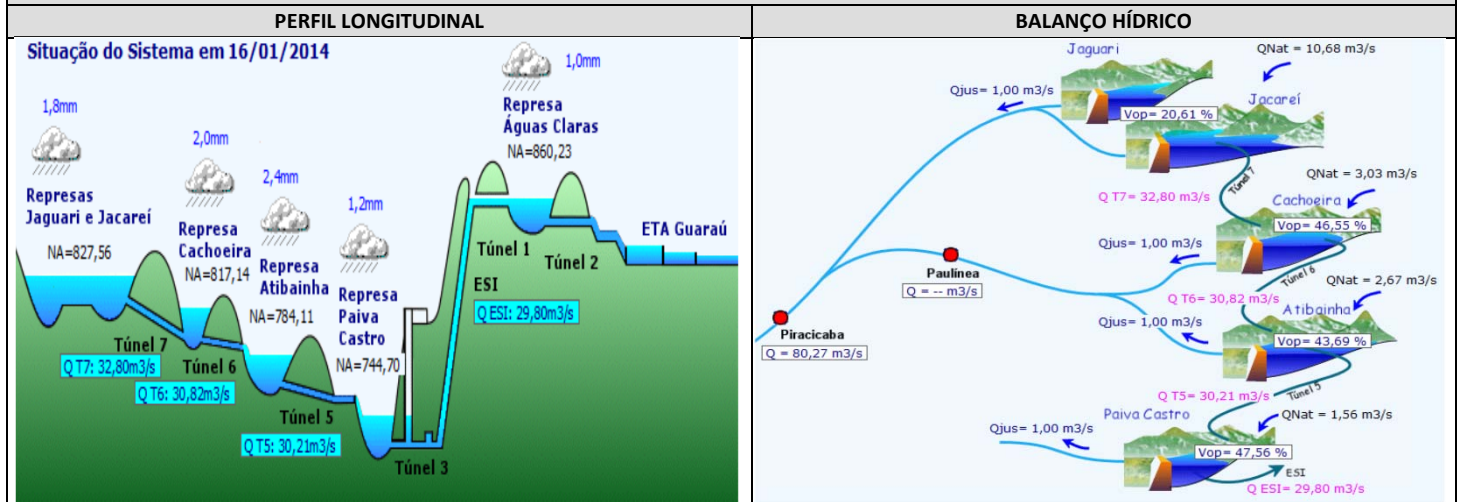 PERFIL LONGITUDINAL
Situação do Sistema em 16/01/2014
1,8mm
Represas
Jaguari e Jacareí
NA=827,56
2,0mm
Represa
Cachoeira
NA=817,14
2,4mm
Represa
Atibainha
NA=784,11
1,2mm
Represa
Paiva
Castro
NA=744,70
1,0mm
Represa
Águas Claras
NA=860,23
Túnel 7
Q T7: 32,80m3/s
Túnel 6
Q T6: 30,82m3/s
Túnel 5
Q T5: 30,21m3/s
Túnel 3
ESI
Q ESI: 29,80m3/s
Túnel 1
Túnel 2
ETA Guaraú
BALANÇO HÍDRICO
Jaguari
QNat = 10,68 m3/s
Qjus= 1,00 m3/s
Jacareí
Vop= 20,61 %
Túnel 7
Q T7= 32,80 m3/s
QNat = 3,03 m3/s
Cachoeira
Vop= 46,55 %
Qjus= 1,00 m3/s
Túnel 6
Q T6= 30,82 m3/s
QNat = 2,67 m3/s
Atibainha
Qjus= 1,00 m3/s
Vop= 43,69 %
Paulínea
Q = -- m3/s
Piracicaba
Q = 80,27 m3/s
Q T5= 30,21 m3/s
Túnel 5
Paiva Castro
QNat = 1,56 m3/s
Qjus= 1,00 m3/s
Vop= 47,56 %
ESI
Q ESI= 29,80 m3/s